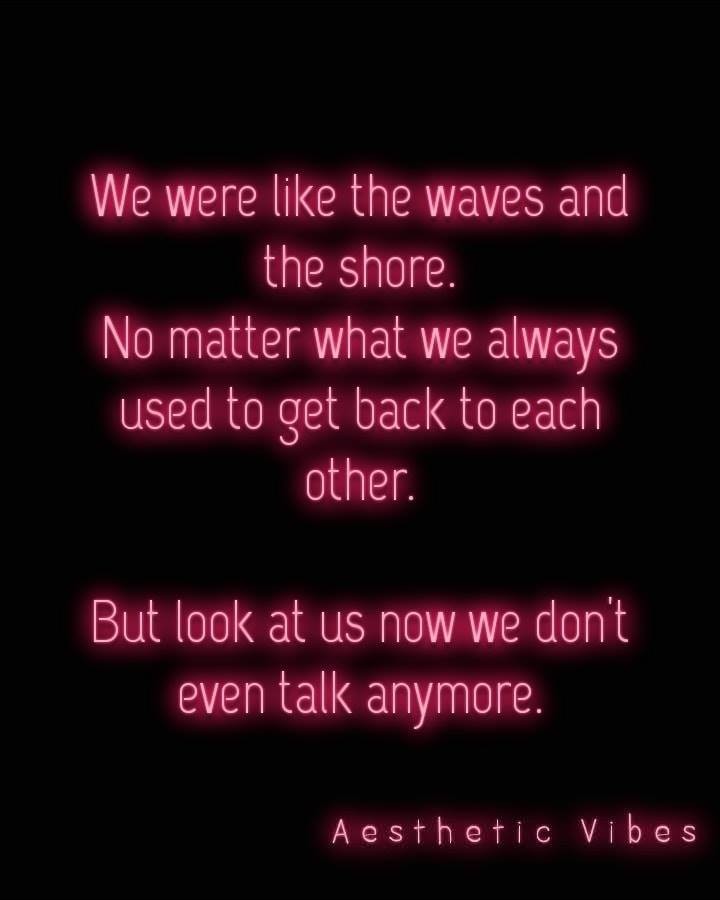 We were like the waves and
the shore.
No matter what we always
used to get back to each
other.
But look at us now we don't
even talk anymore.
Aesthetic Vibes